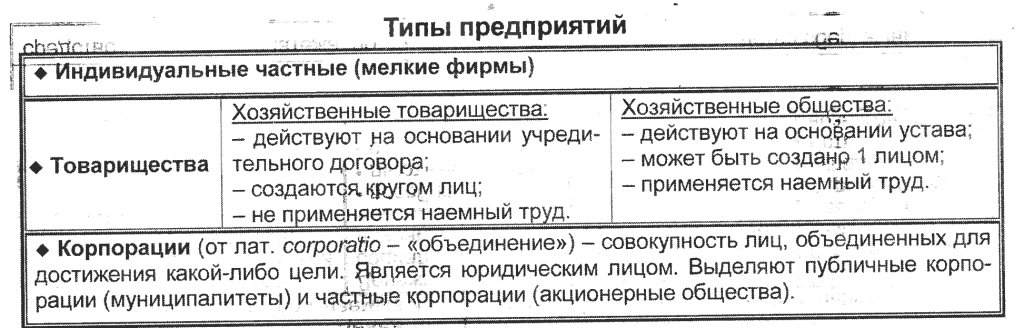 Типы предприятий
♦ Индивидуальные частные (мелкие фирмы)
♦ Товарищества
Хозяйственные товарищества:
– действуют на основании учреди-
тельного договора;
– создаются кругом лиц;
– не применяется наемный труд.
Хозяйственные общества:
– действуют на основании устава;
– может быть создано 1 лицом;
– применяется наемный труд.
♦ Корпорации (от лат. corporatio – «объединение») – совокупность лиц, объединенных для
достижения какой-либо цели. Является юридическим лицом. Выделяют публичные корпо-
рации (муниципалитеты) и частные корпорации (акционерные общества).